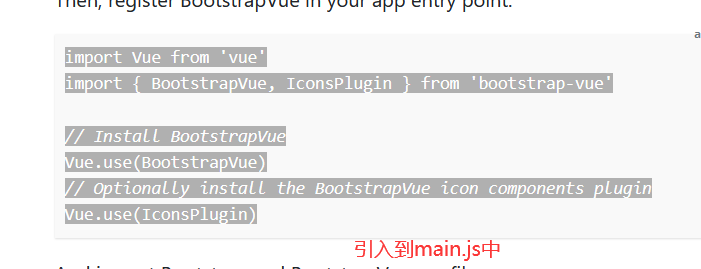 Then, register BootstrapVue in your app entry point:
import Vue from 'vue'
import { BootstrapVue, IconsPlugin } from 'bootstrap-vue'
// Install BootstrapVue
Vue.use(BootstrapVue)
// Optionally install the BootstrapVue icon components plugin
Vue.use(IconsPlugin)
引入到main.js中